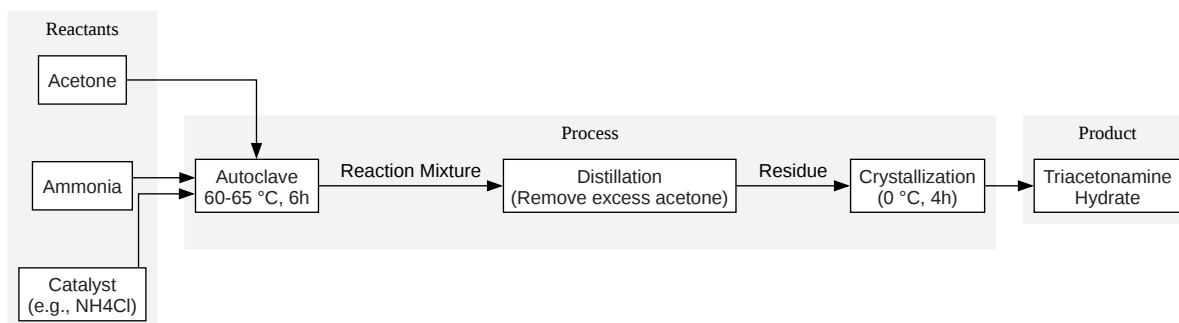 Reactants
Acetone
Ammonia
Catalyst
(e.g., NH4Cl)
Process
Autoclave
60-65 °C, 6h
Reaction Mixture
Distillation
(Remove excess acetone)
Residue
Crystallization
(0 °C, 4h)
Product
Triacetonamine
Hydrate